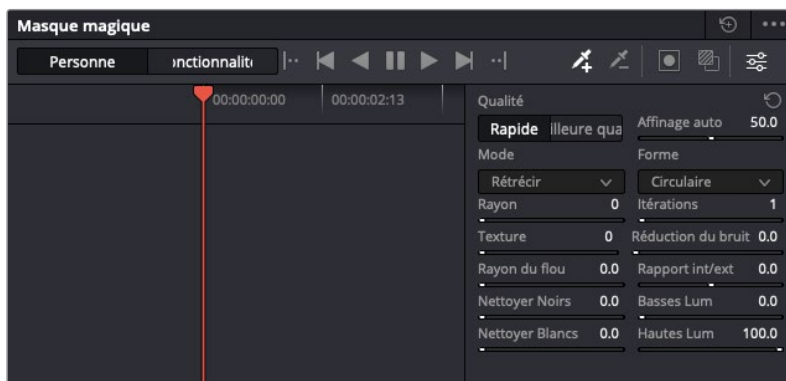 Masque magique
Personne
onctionnalit
00:00:00:00
00:00:02:13
Qualité
Rapide
illeure qua
Affinage auto 50.0
Mode
Forme
Rétrécir
Circulaire
Rayon 0
Itérations 1
Texture 0
Réduction du bruit 0.0
Rayon du flou 0.0
Rapport int/ext 0.0
Nettoyer Noirs 0.0
Basses Lum 0.0
Nettoyer Blancs 0.0
Hautes Lum 100.0